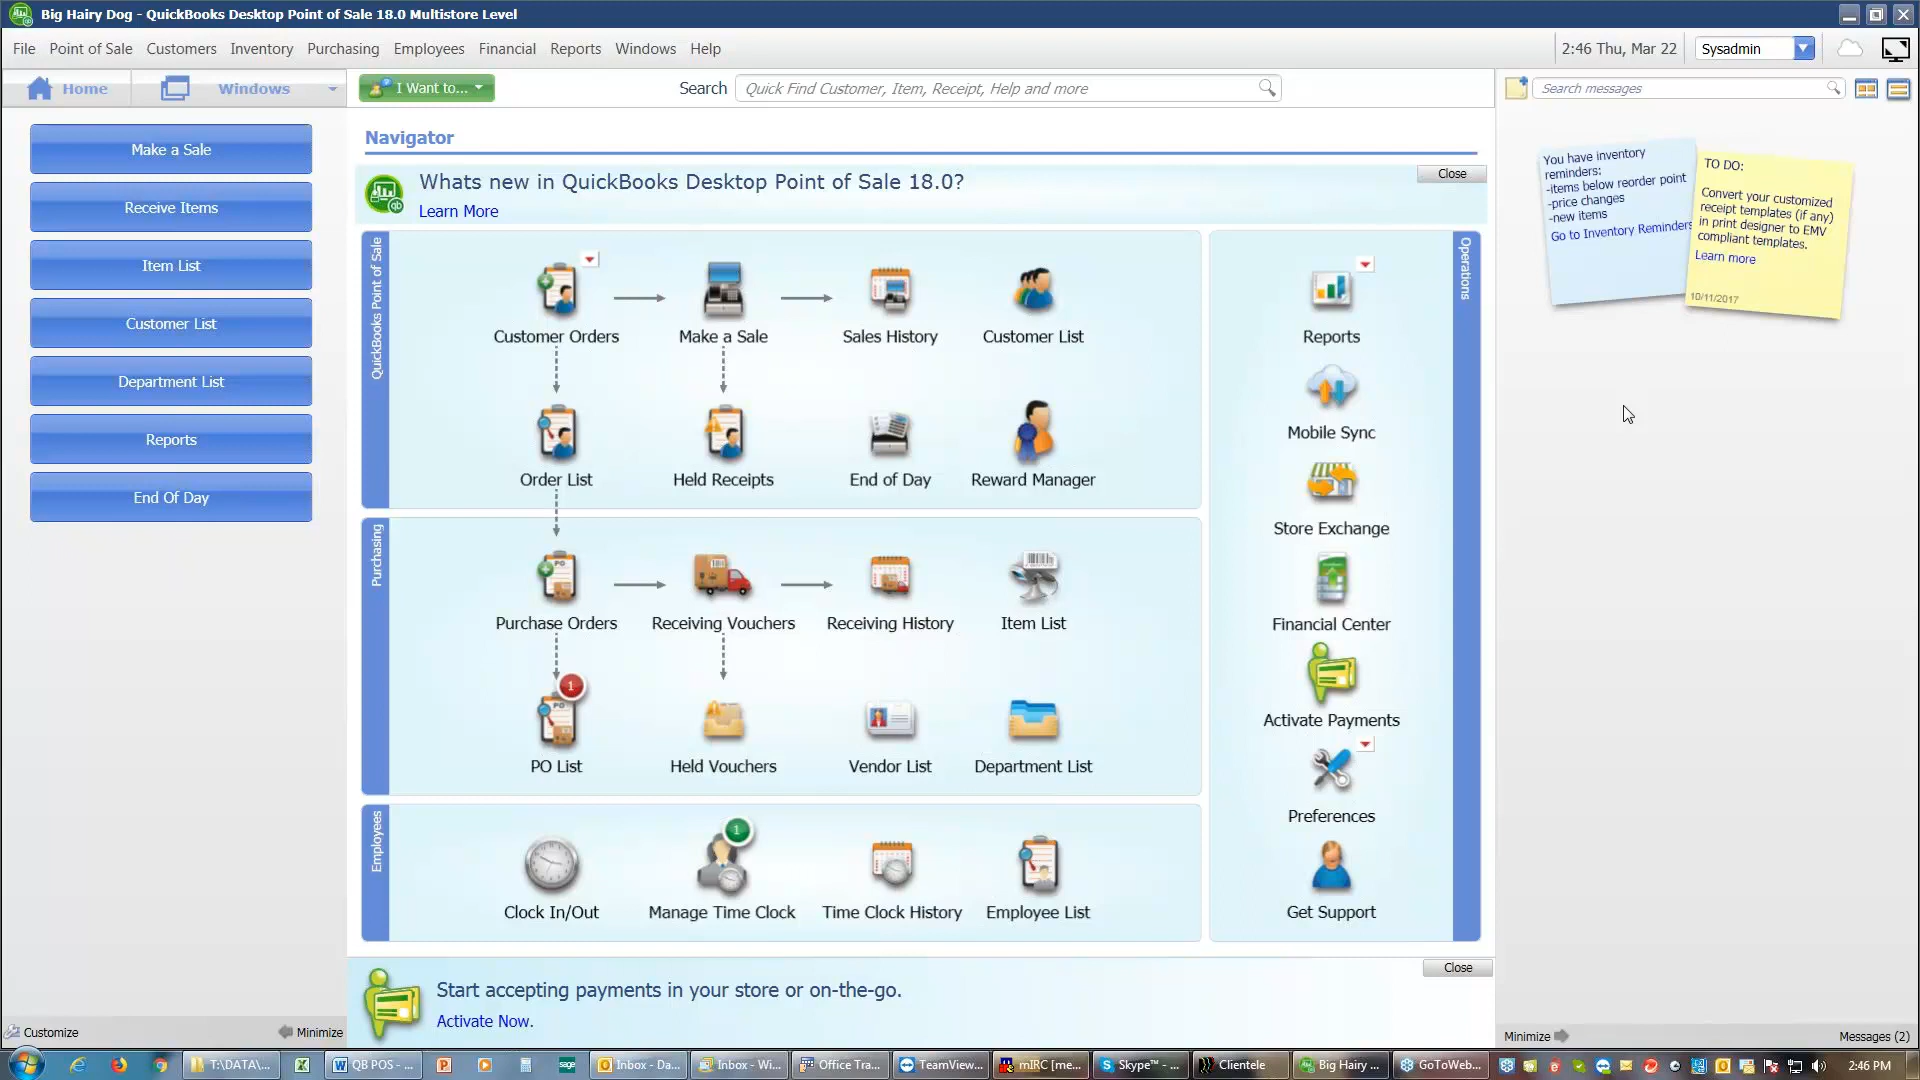 Big Hairy Dog - QuickBooks Desktop Point of Sale 18.0 Multistore Level
File Point of Sale Customers Inventory Purchasing Employees Financial Reports Windows Help
2:46 Thu, Mar 22
Sysadmin
Home
Windows
I Want to...
Search
Quick Find Customer, Item, Receipt, Help and more
Search messages
Make a Sale
Receive Items
Item List
Customer List
Department List
Reports
End Of Day
Navigator
Whats new in QuickBooks Desktop Point of Sale 18.0?
Learn More
Close
QuickBooks Point of Sale
Customer Orders
Make a Sale
Sales History
Customer List
Order List
Held Receipts
End of Day
Reward Manager
Purchasing
Purchase Orders
Receiving Vouchers
Receiving History
Item List
1
PO
PO List
Held Vouchers
Vendor List
Department List
Employees
1
Clock In/Out
Manage Time Clock
Time Clock History
Employee List
Operations
Reports
Mobile Sync
Store Exchange
Financial Center
Activate Payments
Preferences
Get Support
You have inventory
reminders:
-items below reorder point
-price changes
-new items
Go to Inventory Reminders
TO DO:
Convert your customized
receipt templates (if any)
in print designer to EMV
compliant templates.
Learn more
10/11/2017
Start accepting payments in your store or on-the-go.
Activate Now.
Close
Customize
Minimize
Minimize
Messages (2)
T:\DATA\...
QB POS - ...
Inbox - Da...
Inbox - Wi...
Office Tra...
TeamView...
mIRC [me...
Skype™ - ...
Clientele
Big Hairy ...
GoToWeb...
2:46 PM